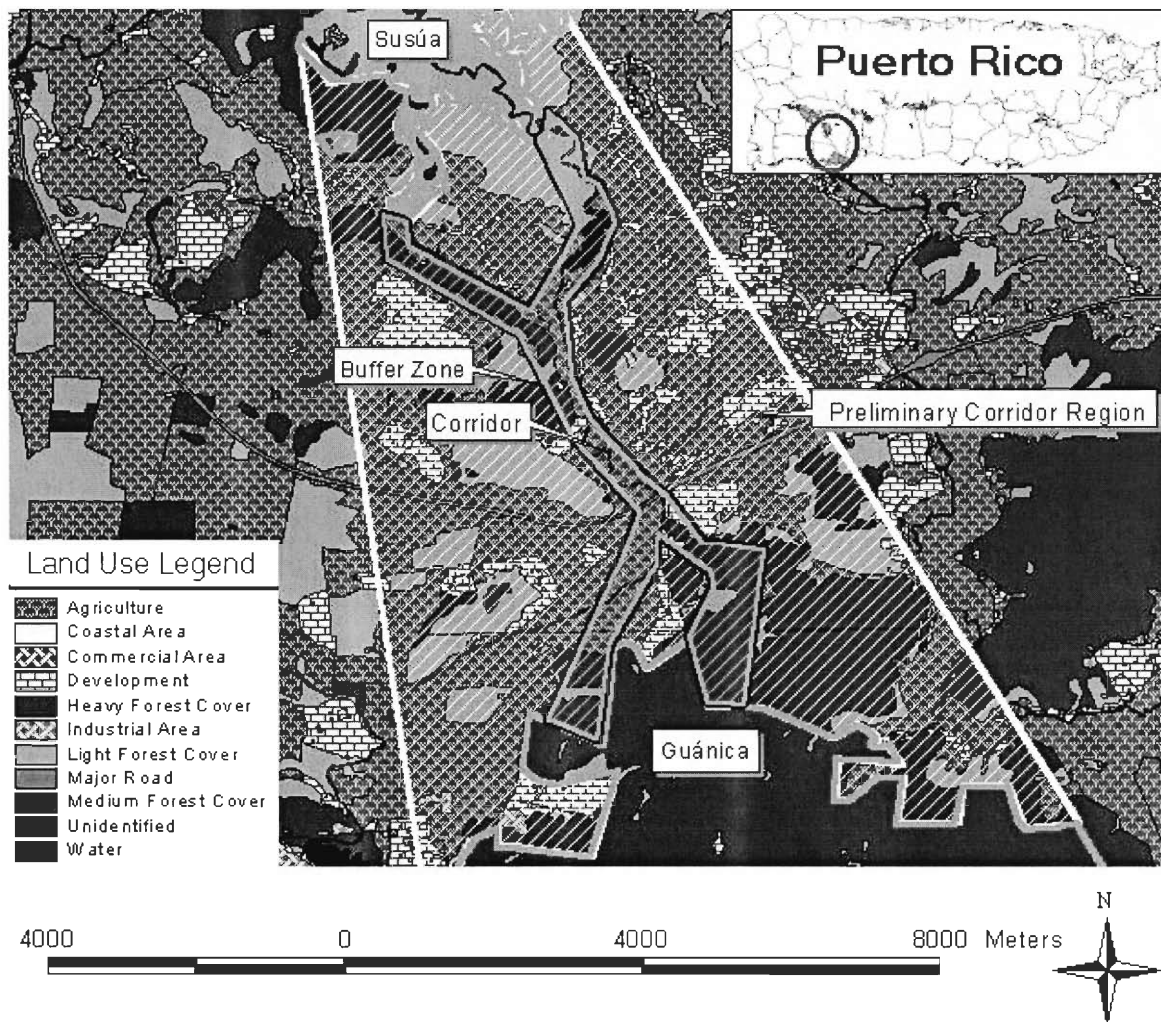 Susúa
Puerto Rico
Buffer Zone
Corridor
Preliminary Corridor Region
Guánica
Land Use Legend
Agriculture
Coastal Area
Commercial Area
Development
Heavy Forest Cover
Industrial Area
Light Forest Cover
Major Road
Medium Forest Cover
Unidentified
Water
4000 0 4000 8000 Meters
N